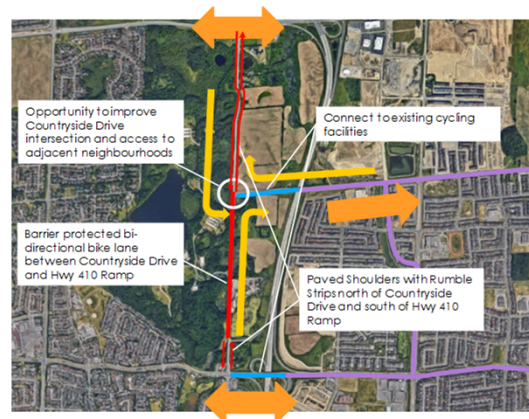 Opportunity to improve
Countryside Drive
intersection and access to
adjacent neighbourhoods
Connect to existing cycling
facilities
Barrier protected bi-
directional bike lane
between Countryside Drive
and Hwy 410 Ramp
Paved Shoulders with Rumble
Strips north of Countryside
Drive and south of Hwy 410
Ramp